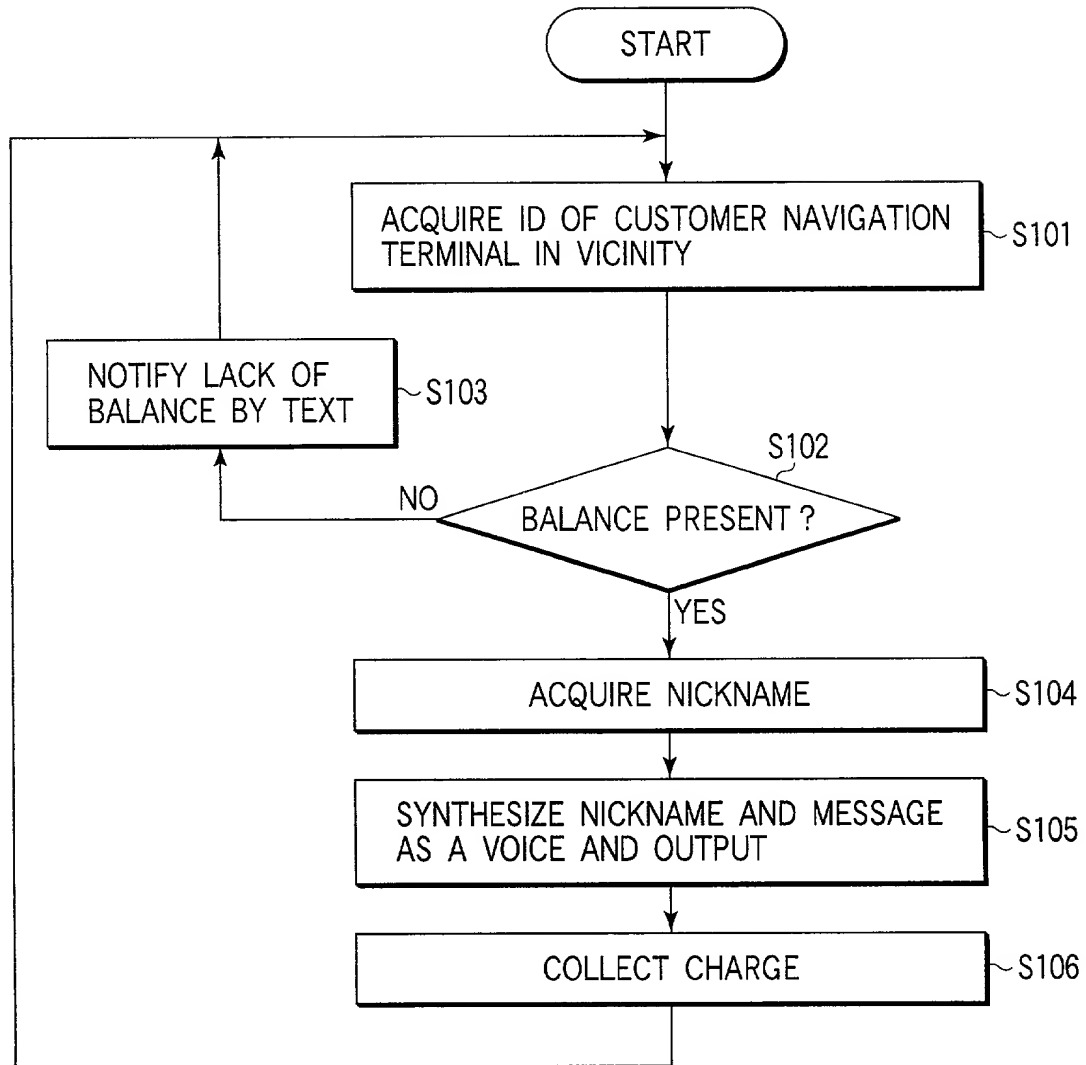 START
ACQUIRE ID OF CUSTOMER NAVIGATION
TERMINAL IN VICINITY
S101
NOTIFY LACK OF
BALANCE BY TEXT
S103
S102
NO
BALANCE PRESENT ?
YES
ACQUIRE NICKNAME
S104
SYNTHESIZE NICKNAME AND MESSAGE
AS A VOICE AND OUTPUT
S105
COLLECT CHARGE
S106